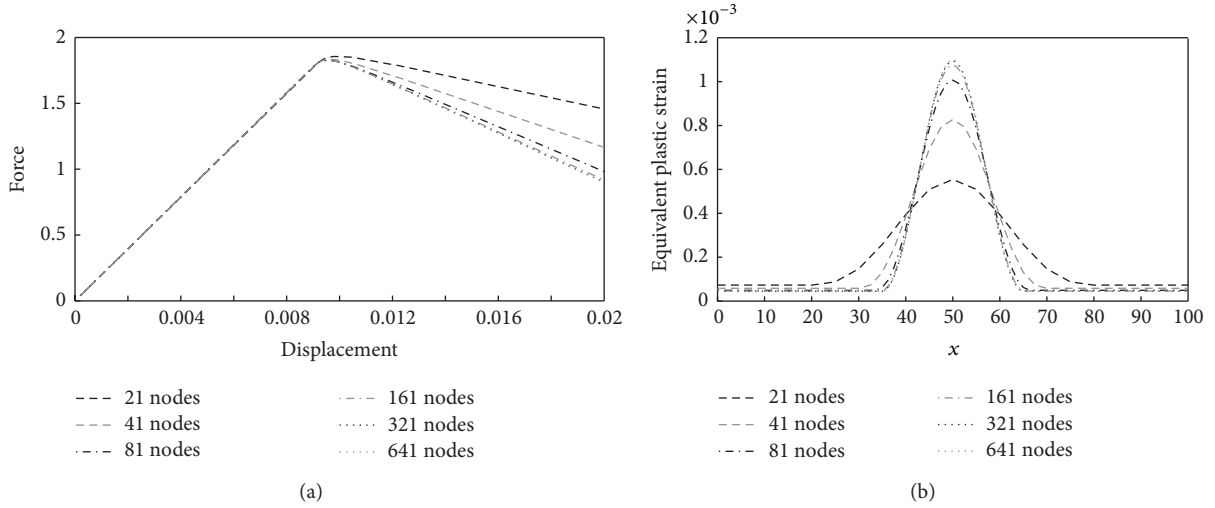 2
1.5
1
0.5
0
Force
0
0.004
0.008
0.012
0.016
0.02
Displacement
21 nodes
41 nodes
81 nodes
161 nodes
321 nodes
641 nodes
(a)
×10⁻³
1.2
1
0.8
0.6
0.4
0.2
0
Equivalent plastic strain
0 10 20 30 40 50 60 70 80 90 100
x
21 nodes
41 nodes
81 nodes
161 nodes
321 nodes
641 nodes
(b)